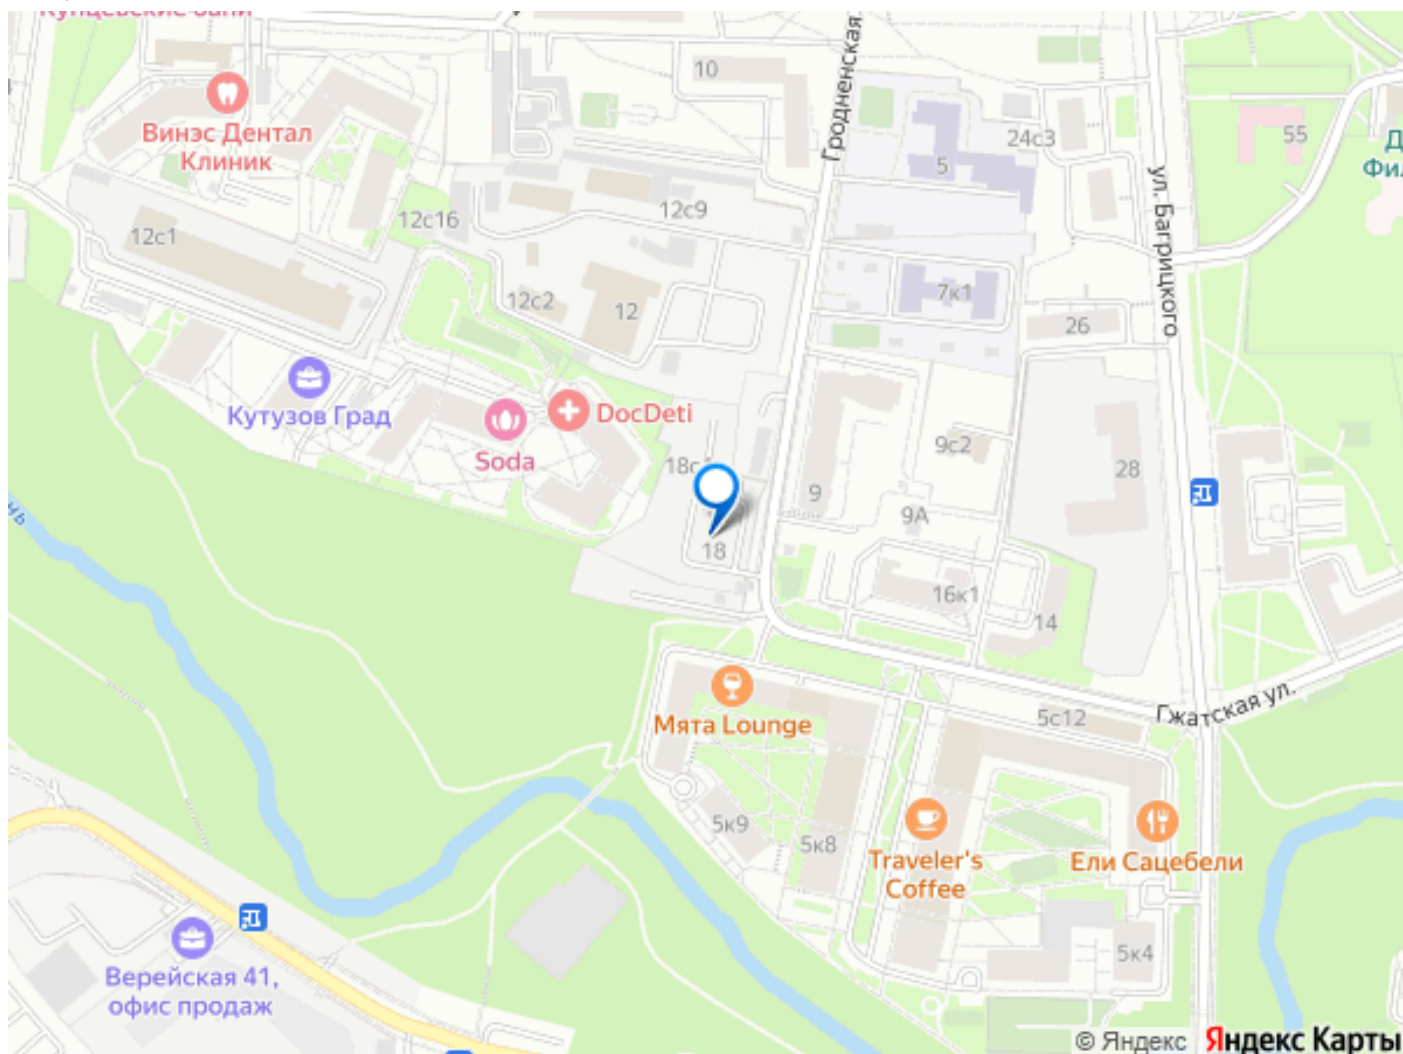 Кунцевские бани
Винэс Дентал
Клиник
10
Гродненская
5
24с3
55
ул. Багрицкого
12с16
12с9
12с1
12с2
12
7к1
26
Кутузов Град
DocDeti
Soda
18с
9
9с2
9А
28
18
16к1
14
Мята Lounge
5с12
Гжатская ул.
5к9
5к8
Traveler's
Coffee
Ели Сацебели
5к4
Верейская 41,
офис продаж
© Яндекс Яндекс Карты